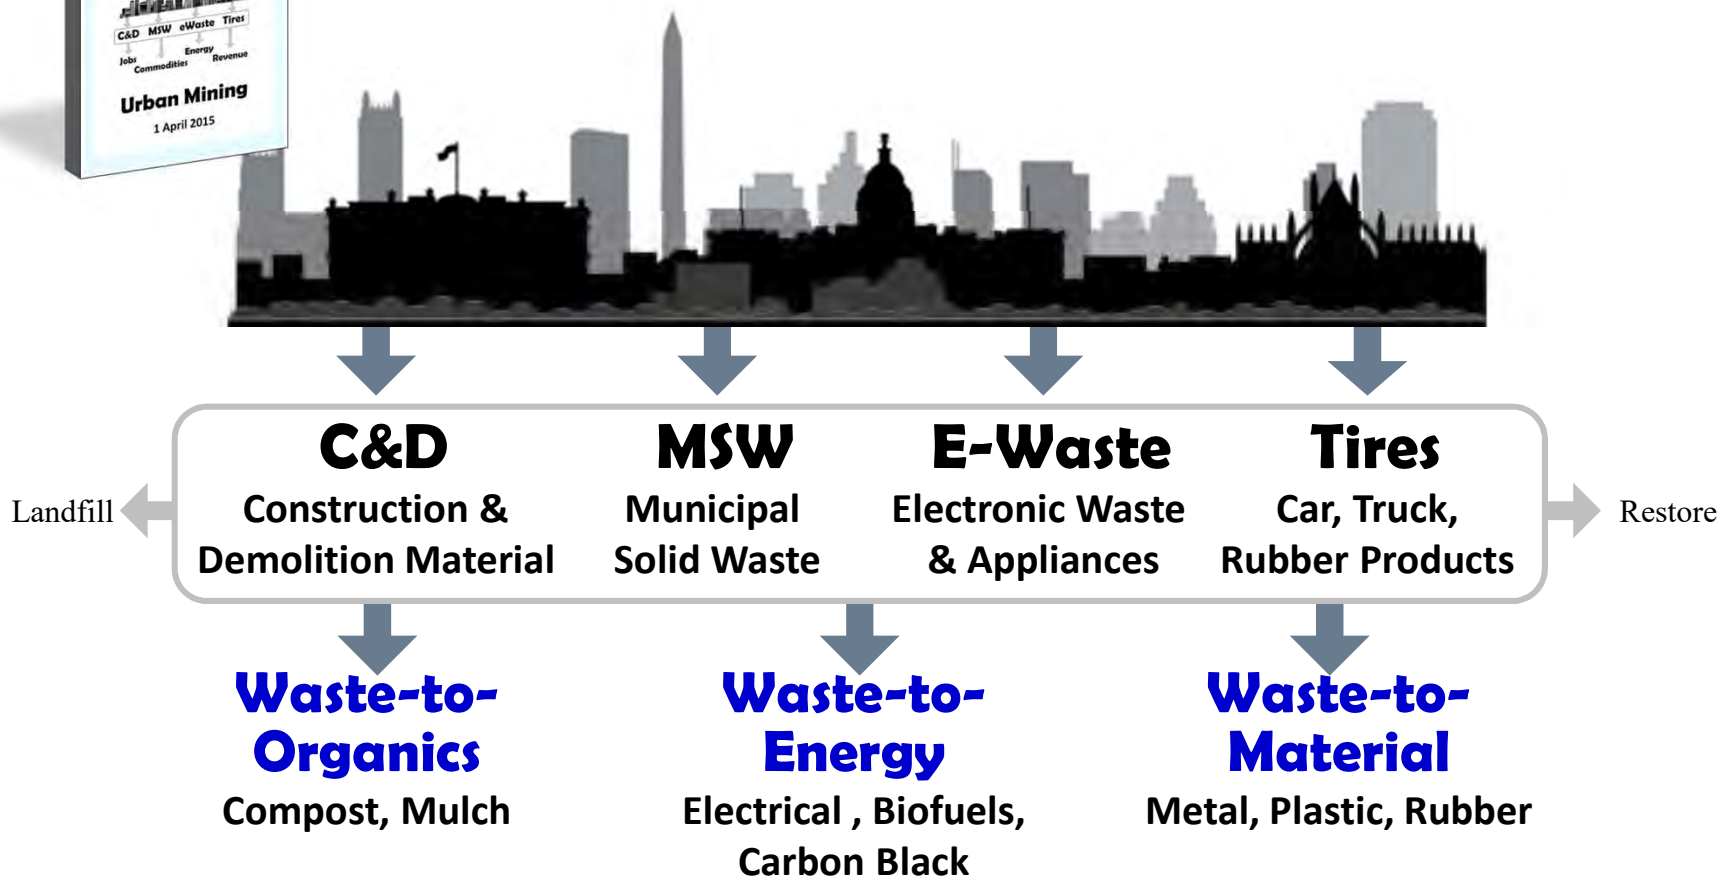 C&D MSW eWaste Tires
Jobs
Commodities
Energy
Revenue
Urban Mining
1 April 2015
C&D
Construction &
Demolition Material
MSW
Municipal
Solid Waste
E-Waste
Electronic Waste
& Appliances
Tires
Car, Truck,
Rubber Products
Landfill
Restore
Waste-to-
Organics
Compost, Mulch
Waste-to-
Energy
Electrical , Biofuels,
Carbon Black
Waste-to-
Material
Metal, Plastic, Rubber